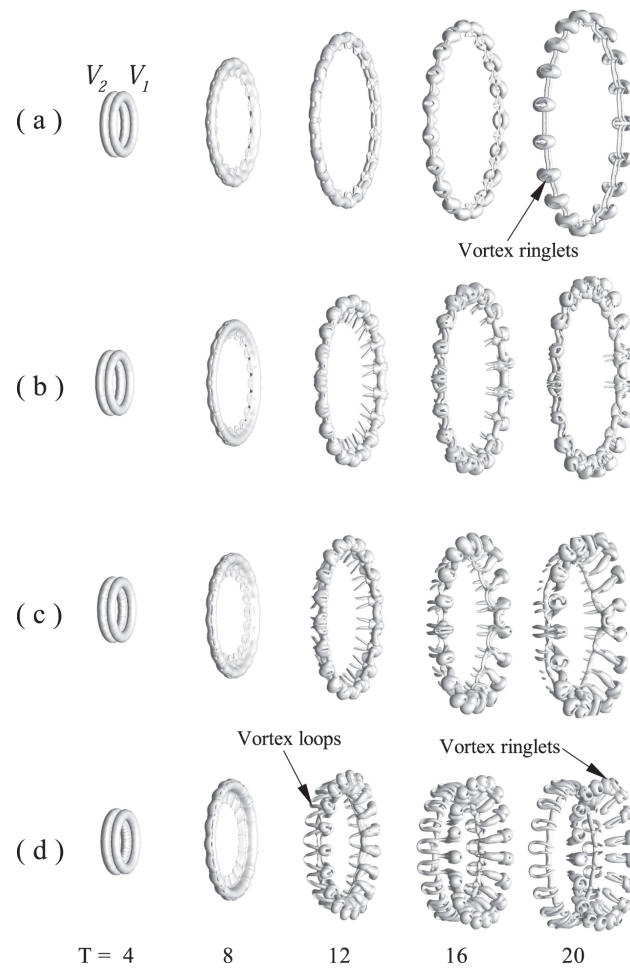 V2 V1
( a )
Vortex ringlets
( b )
( c )
Vortex loops
Vortex ringlets
( d )
T = 4 8 12 16 20